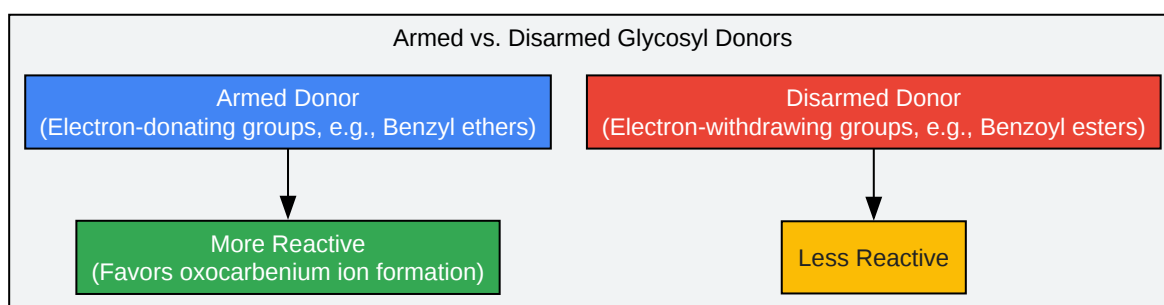 Armed vs. Disarmed Glycosyl Donors
Armed Donor
(Electron-donating groups, e.g., Benzyl ethers)
Disarmed Donor
(Electron-withdrawing groups, e.g., Benzoyl esters)
More Reactive
(Favors oxocarbenium ion formation)
Less Reactive